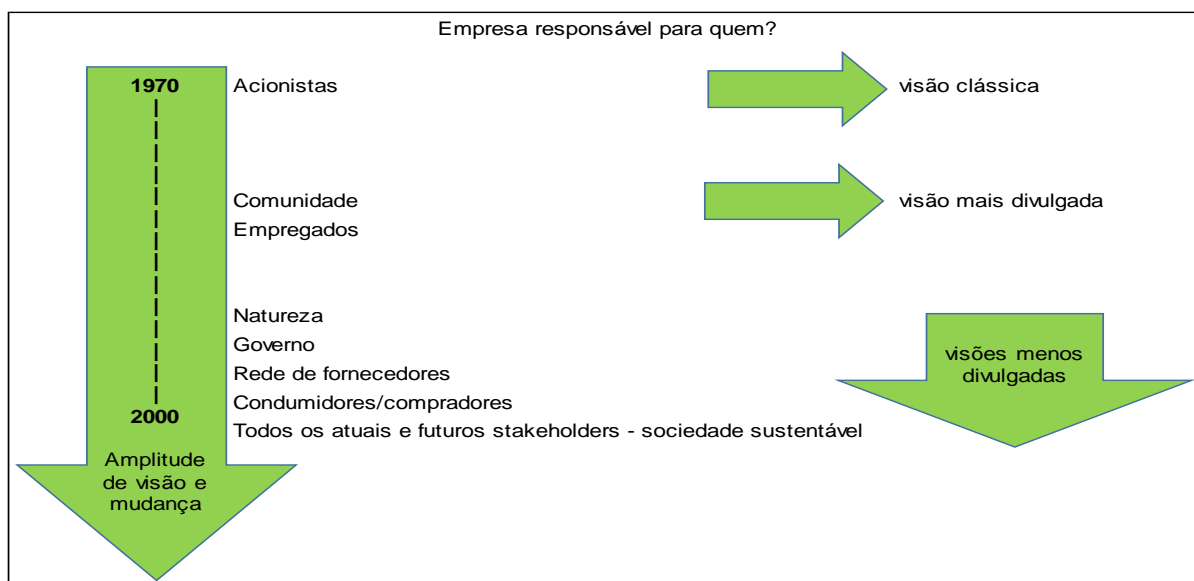 Empresa responsável para quem?
1970 Acionistas visão clássica
Comunidade visão mais divulgada
Empregados
Natureza
Governo
Rede de fornecedores
Condumidores/compradores
2000
Todos os atuais e futuros stakeholders - sociedade sustentável
visões menos
divulgadas
Amplitude
de visão e
mudança